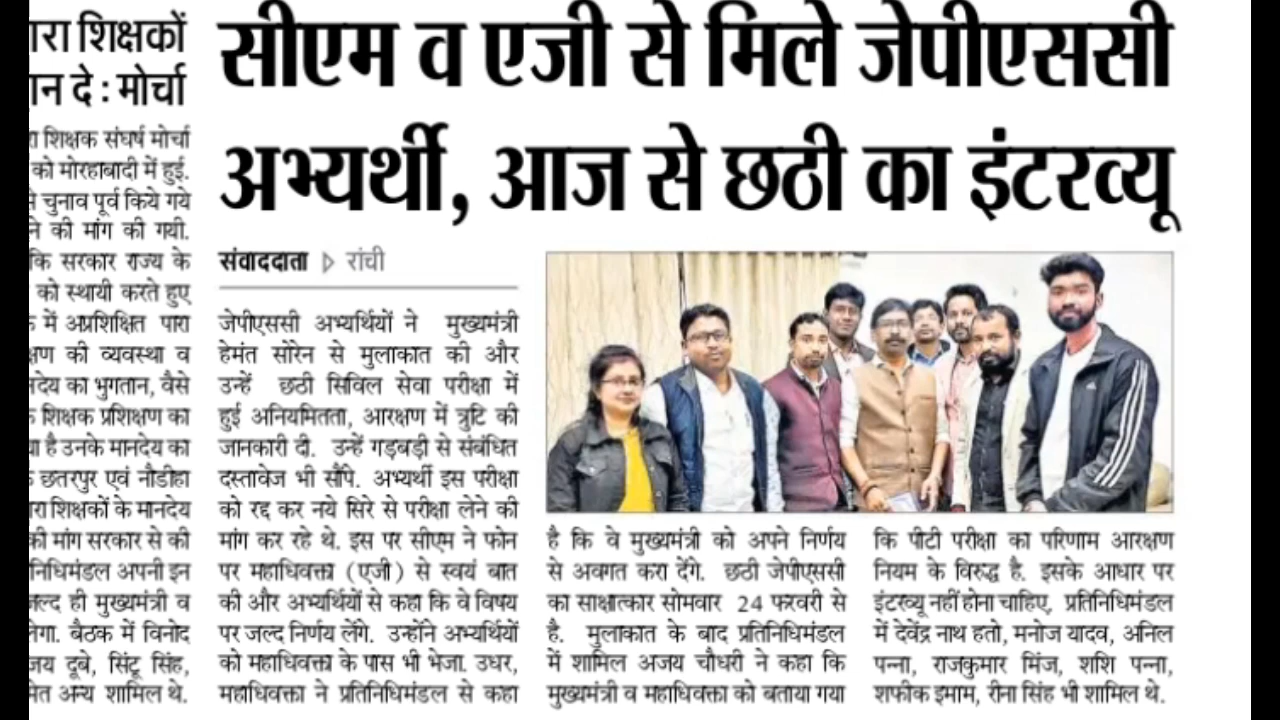 शिक्षकों
दे : मोर्चा
शिक्षक संघर्ष मोर्चा
को मोरहाबादी में हुई.
चुनाव पूर्व किये गये
की मांग की गयी.
कि सरकार राज्य के
को स्थायी करते हुए
में अप्रशिक्षित पारा
की व्यवस्था व
का भुगतान, वैसे
शिक्षक प्रशिक्षण का
है उनके मानदेय का
छतरपुर एवं नौडीहा
शिक्षकों के मानदेय
की मांग सरकार से की
अपनी इन
ही मुख्यमंत्री व
बैठक में विनोद
दूबे, सिंटू सिंह,
अन्य शामिल थे.
सीएम व एजी से मिले जेपीएससी
अभ्यर्थी, आज से छठी का इंटरव्यू
संवाददाता ▷ रांची
जेपीएससी अभ्यर्थियों ने मुख्यमंत्री
हेमंत सोरेन से मुलाकात की और
उन्हें छठी सिविल सेवा परीक्षा में
हुई अनियमितता, आरक्षण में त्रुटि की
जानकारी दी. उन्हें गड़बड़ी से संबंधित
दस्तावेज भी सौंपे. अभ्यर्थी इस परीक्षा
को रद्द कर नये सिरे से परीक्षा लेने की
मांग कर रहे थे. इस पर सीएम ने फोन
पर महाधिवक्ता (एजी) से स्वयं बात
की और अभ्यर्थियों से कहा कि वे विषय
पर जल्द निर्णय लेंगे. उन्होंने अभ्यर्थियों
को महाधिवक्ता के पास भी भेजा. उधर,
महाधिवक्ता ने प्रतिनिधिमंडल से कहा
है कि वे मुख्यमंत्री को अपने निर्णय
से अवगत करा देंगे. छठी जेपीएससी
का साक्षात्कार सोमवार 24 फरवरी से
है. मुलाकात के बाद प्रतिनिधिमंडल
में शामिल अजय चौधरी ने कहा कि
मुख्यमंत्री व महाधिवक्ता को बताया गया
कि पीटी परीक्षा का परिणाम आरक्षण
नियम के विरुद्ध है. इसके आधार पर
इंटरव्यू नहीं होना चाहिए. प्रतिनिधिमंडल
में देवेंद्र नाथ हतो, मनोज यादव, अनिल
पन्ना, राजकुमार मिंज, शशि पन्ना,
शफीक इमाम, रीना सिंह भी शामिल थे.